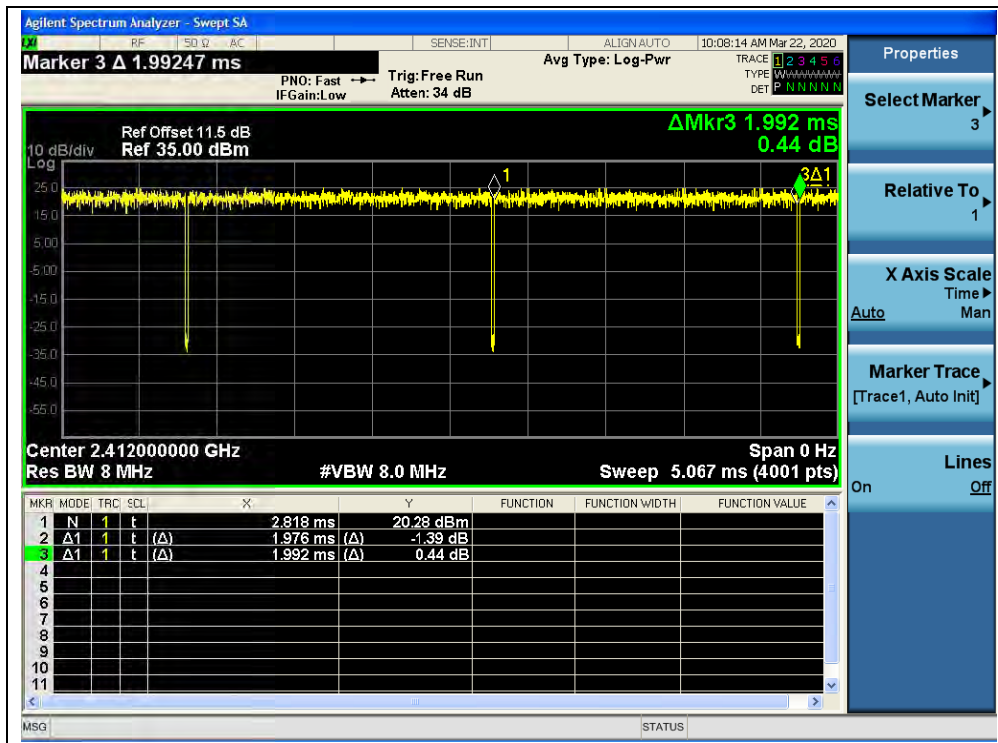 Agilent Spectrum Analyzer - Swept SA
LXI RF 50 Ω AC SENSE:INT ALIGN AUTO 10:08:14 AM Mar 22, 2020
Marker 3 Δ 1.99247 ms
PNO: Fast
IFGain:Low
Trig: Free Run
Atten: 34 dB
Avg Type: Log-Pwr
TRACE 1 2 3 4 5 6
TYPE
DET P N N N N N
Ref Offset 11.5 dB
Ref 35.00 dBm
10 dB/div
Log
ΔMkr3 1.992 ms
0.44 dB
1
3Δ1
25.0
15.0
5.00
-5.00
-15.0
-25.0
-35.0
-45.0
-55.0
Center 2.412000000 GHz Span 0 Hz
Res BW 8 MHz #VBW 8.0 MHz Sweep 5.067 ms (4001 pts)
MKR MODE TRC SCL X Y FUNCTION FUNCTION WIDTH FUNCTION VALUE
1 N 1 t 2.818 ms 20.28 dBm
2 Δ1 1 t (Δ) 1.976 ms (Δ) -1.39 dB
3 Δ1 1 t (Δ) 1.992 ms (Δ) 0.44 dB
4
5
6
7
8
9
10
11
MSG STATUS
Properties
Select Marker
3
Relative To
1
X Axis Scale
Time
Auto Man
Marker Trace
[Trace1, Auto Init]
Lines
On Off